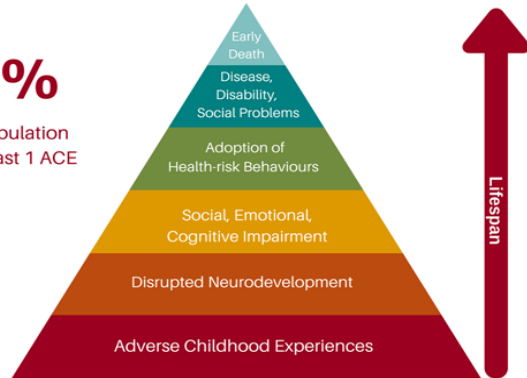 %
ast 1 ACE
Early
Death
Disease,
Disability,
Social Problems
Adoption of
Health-risk Behaviours
Social, Emotional,
Cognitive Impairment
Disrupted Neurodevelopment
Adverse Childhood Experiences
Lifespan